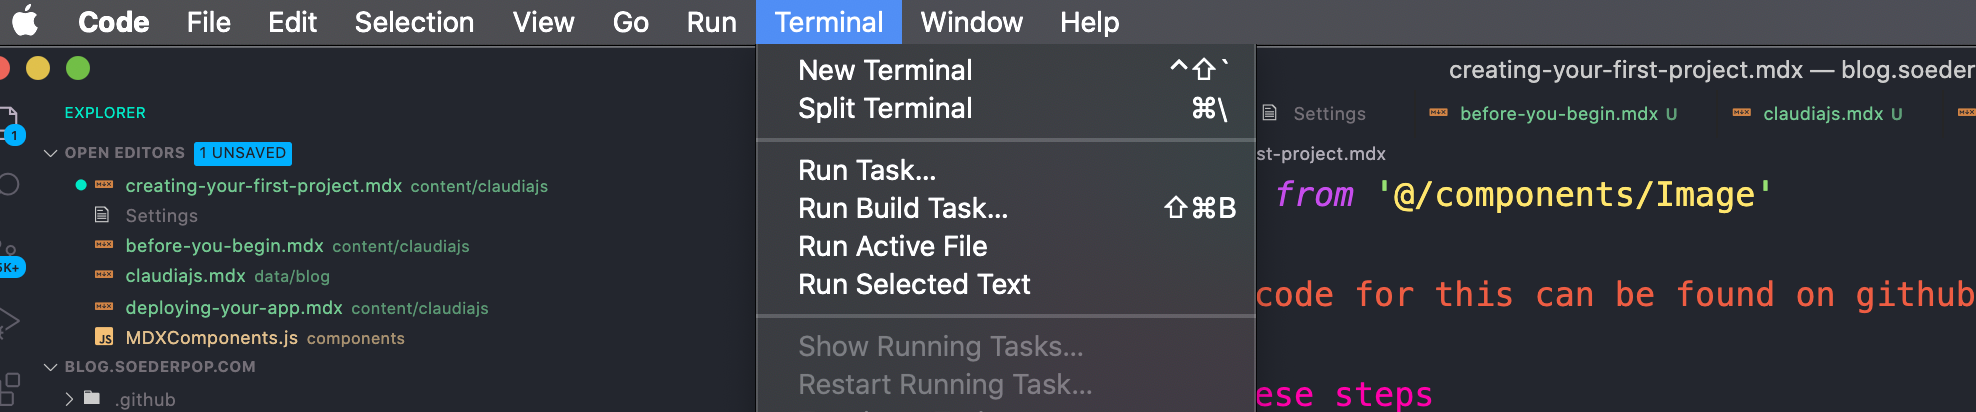 Code File Edit Selection View Go Run Terminal Window Help
New Terminal ^⇧`
Split Terminal ⌘\
Run Task...
Run Build Task... ⇧⌘B
Run Active File
Run Selected Text
Show Running Tasks...
Restart Running Task...
creating-your-first-project.mdx — blog.soeder
EXPLORER
1
OPEN EDITORS 1 UNSAVED
creating-your-first-project.mdx content/claudiajs
Settings
before-you-begin.mdx content/claudiajs
claudiajs.mdx data/blog
deploying-your-app.mdx content/claudiajs
JS MDXComponents.js components
BLOG.SOEDERPOP.COM
.github
5K+
Settings before-you-begin.mdx U claudiajs.mdx U
st-project.mdx
from '@/components/Image'
code for this can be found on github
ese steps